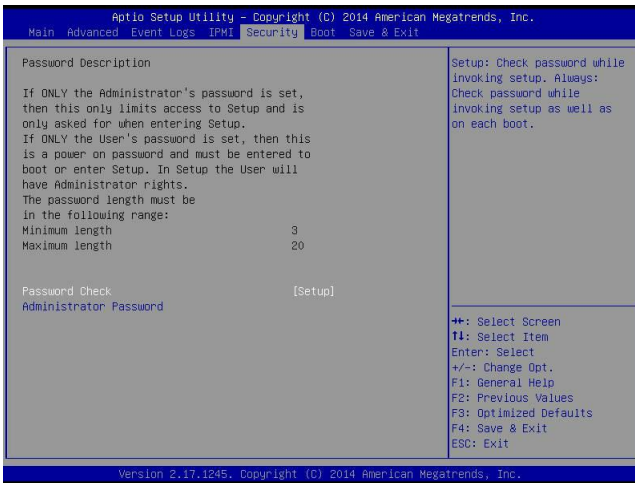 Aptio Setup Utility – Copyright (C) 2014 American Megatrends, Inc.
Main Advanced Event Logs IPMI Security Boot Save & Exit
Password Description
If ONLY the Administrator's password is set,
then this only limits access to Setup and is
only asked for when entering Setup.
If ONLY the User's password is set, then this
is a power on password and must be entered to
boot or enter Setup. In Setup the User will
have Administrator rights.
The password length must be
in the following range:
Minimum length 3
Maximum length 20
Password Check [Setup]
Administrator Password
Setup: Check password while
invoking setup. Always:
Check password while
invoking setup as well as
on each boot.
→←: Select Screen
↑↓: Select Item
Enter: Select
+/-: Change Opt.
F1: General Help
F2: Previous Values
F3: Optimized Defaults
F4: Save & Exit
ESC: Exit
Version 2.17.1245. Copyright (C) 2014 American Megatrends, Inc.